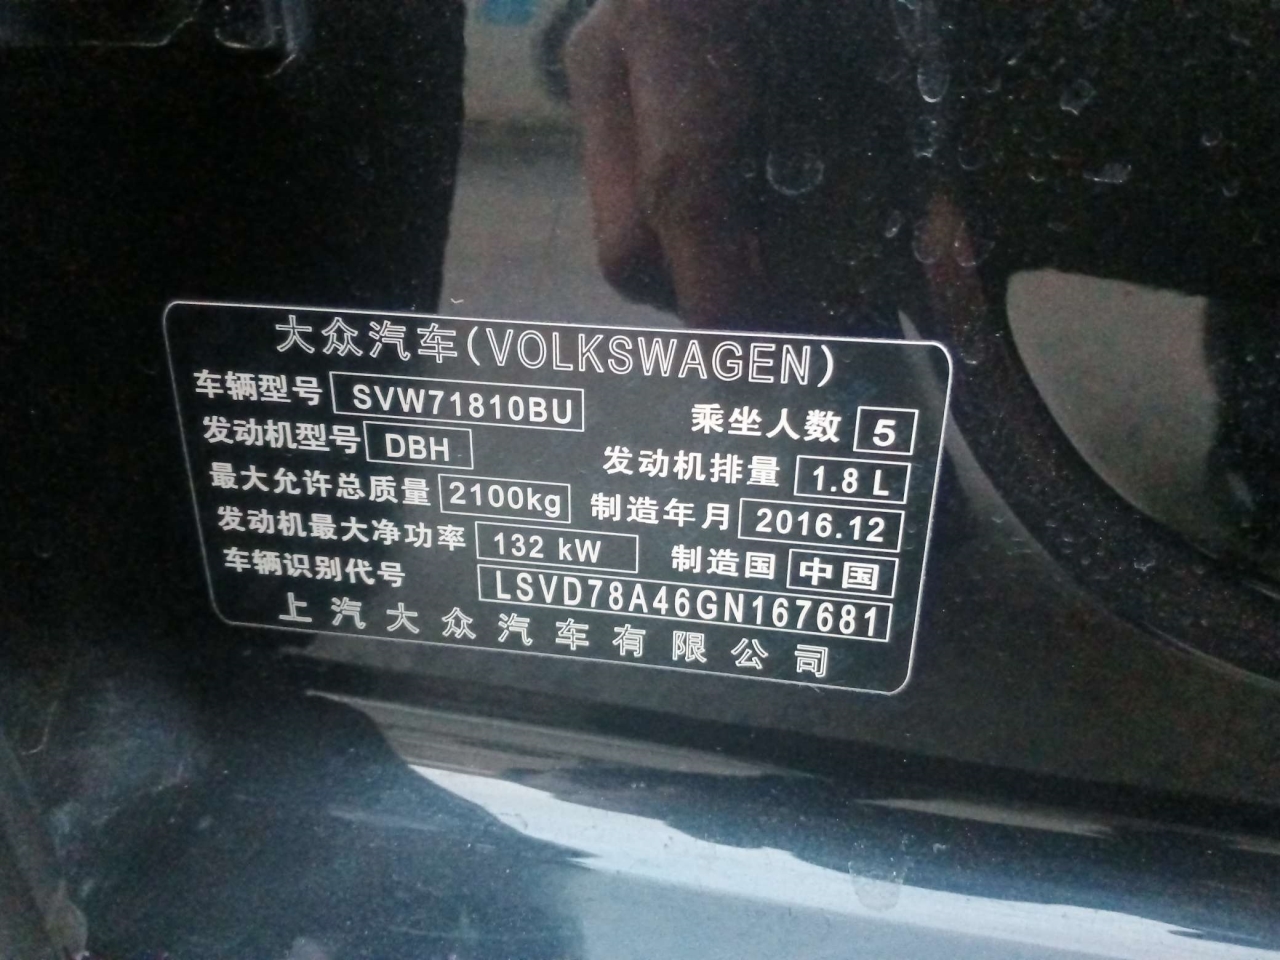 大众汽车(VOLKSWAGEN)
车辆型号 SVW71810BU 乘坐人数 5
发动机型号 DBH 发动机排量 1.8 L
最大允许总质量 2100kg 制造年月 2016.12
发动机最大净功率 132 kW 制造国 中国
车辆识别代号 LSVD78A46GN167681
上汽大众汽车有限公司